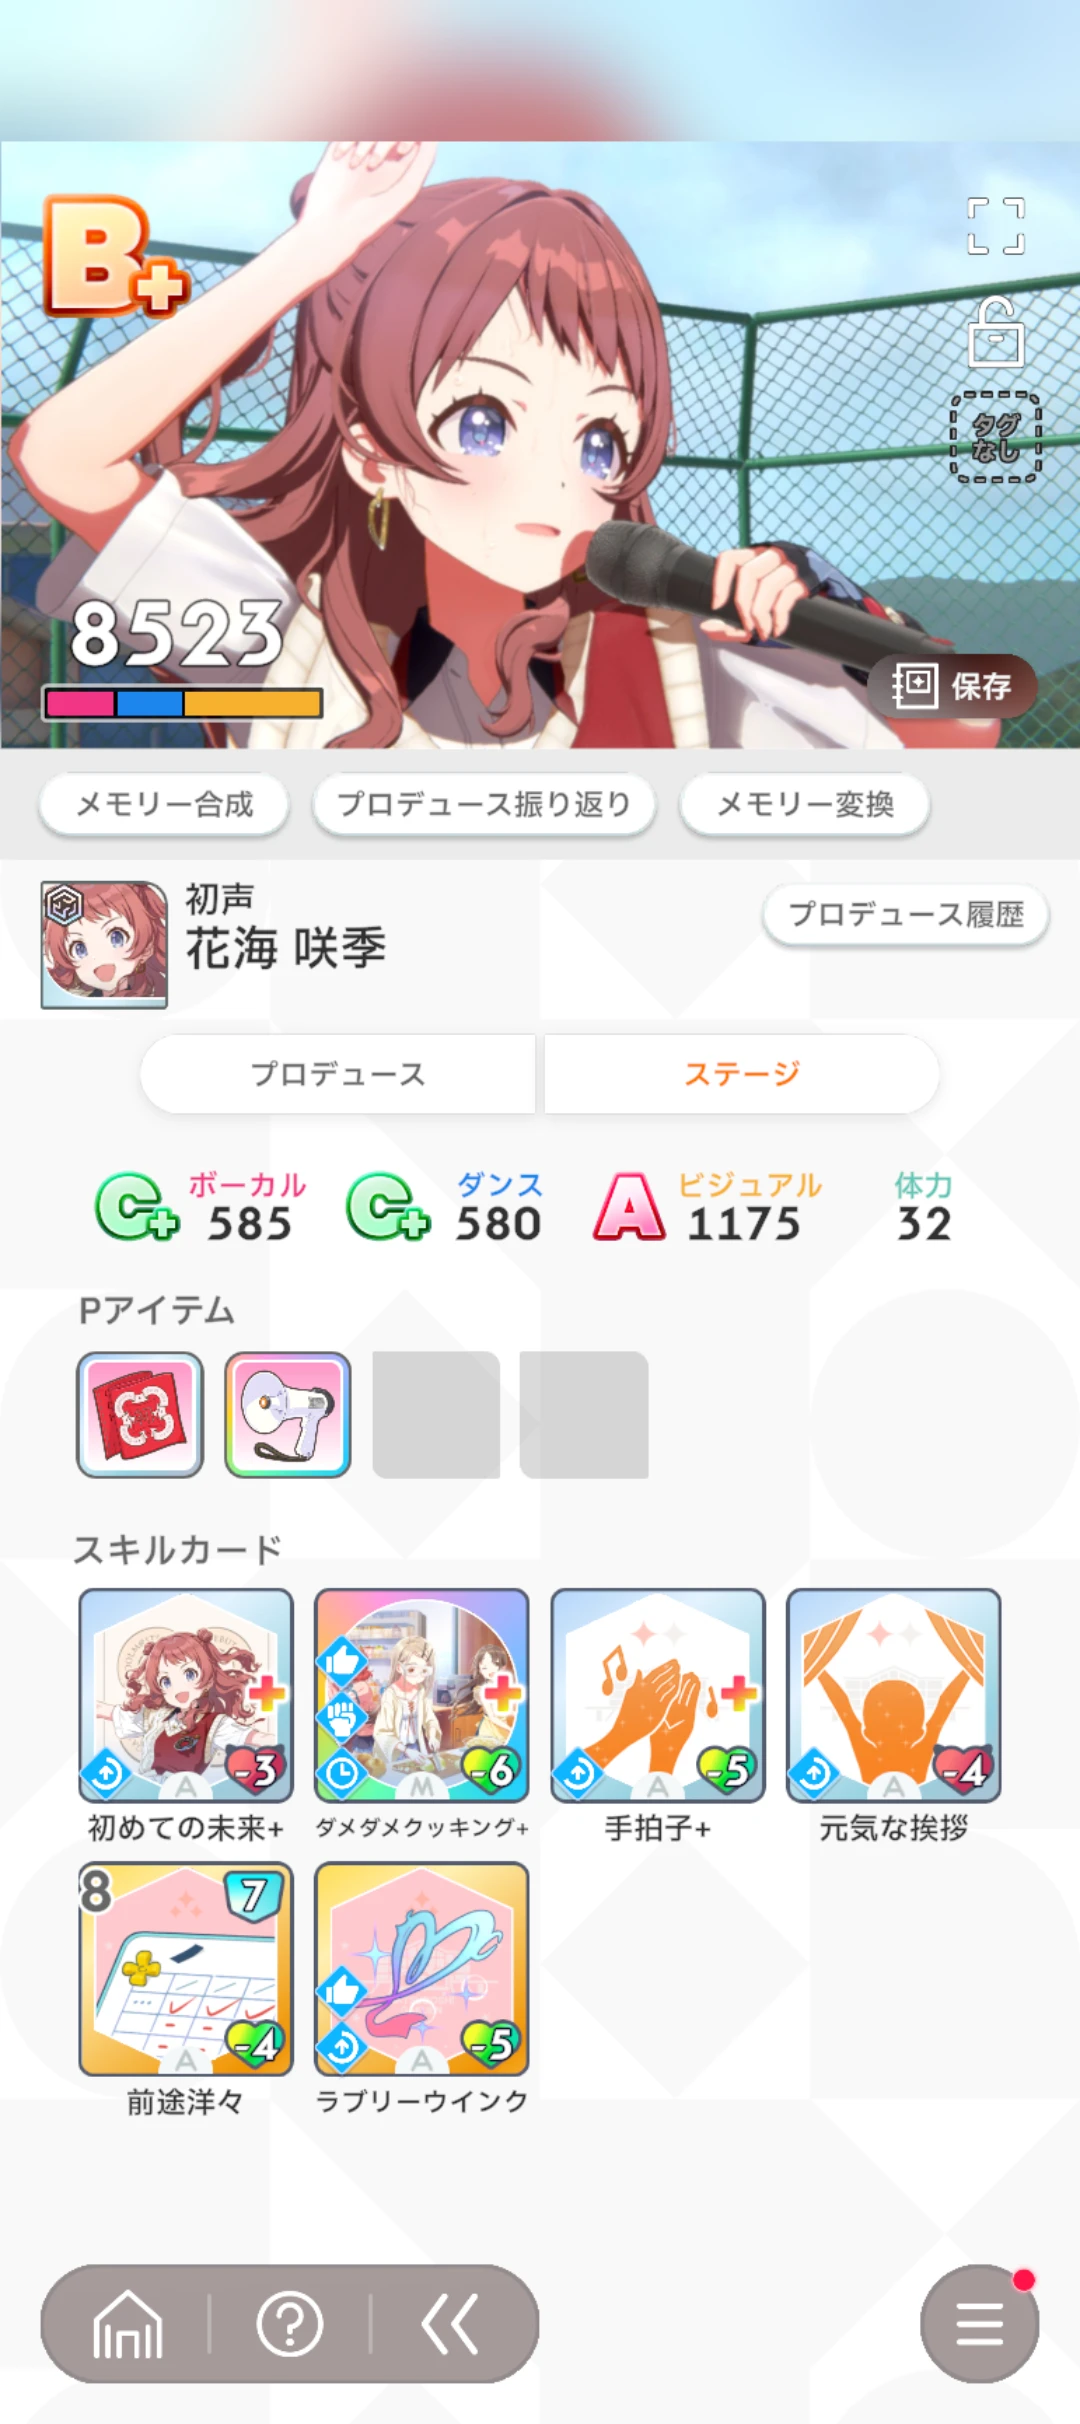 B+
タグ
なし
8523
保存
メモリー合成
プロデュース振り返り
メモリー変換
初声
花海 咲季
プロデュース履歴
プロデュース
ステージ
C+ ボーカル 585
C+ ダンス 580
A ビジュアル 1175
体力 32
Pアイテム
スキルカード
A -3
M -6
A -5
A -4
初めての未来+
ダメダメクッキング+
手拍子+
元気な挨拶
8 7 A -4
A -5
前途洋々
ラブリーウインク